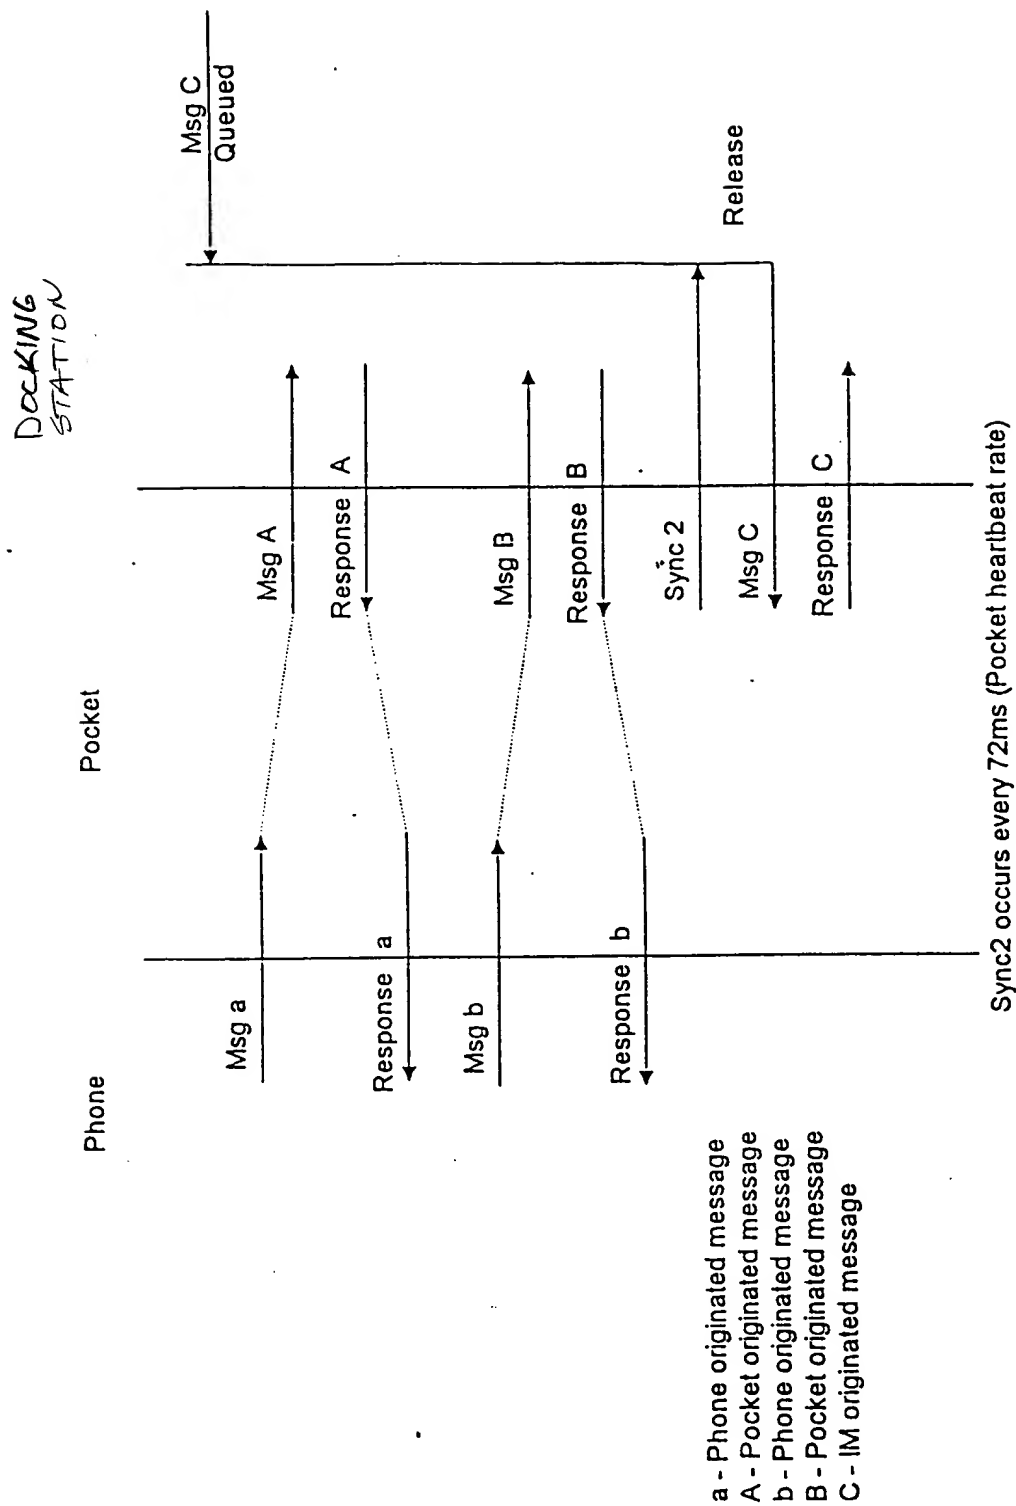 DOCKING
STATION
Phone
Pocket
Msg C
Queued
Msg a
Msg A
Response A
Response a
Msg b
Msg B
Response B
Response b
Sync 2
Release
Msg C
Response C
a - Phone originated message
A - Pocket originated message
b - Phone originated message
B - Pocket originated message
C - IM originated message
Sync2 occurs every 72ms (Pocket heartbeat rate)